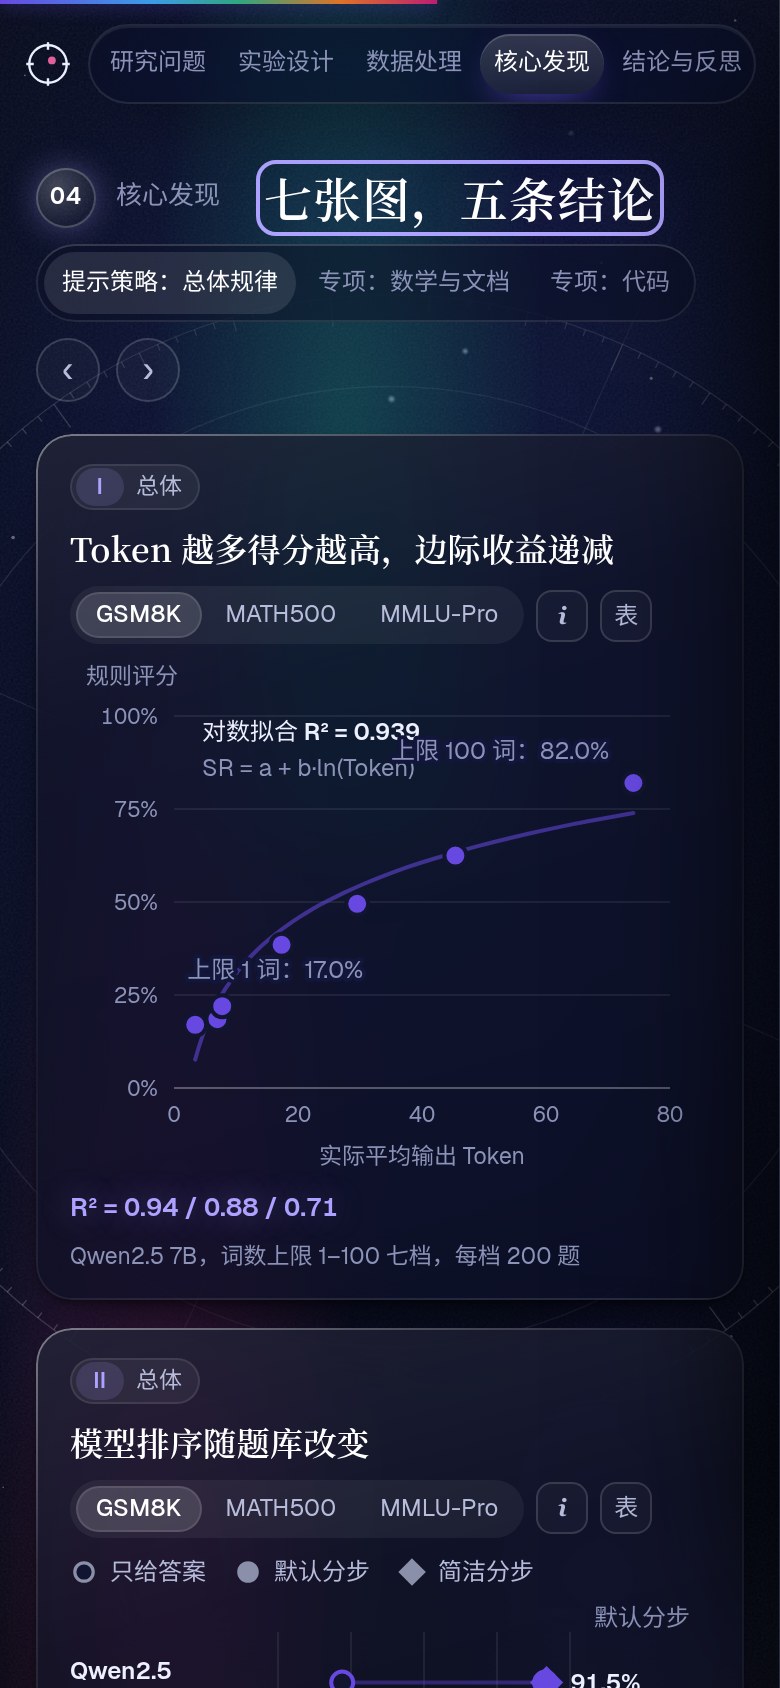 研究问题 实验设计 数据处理 核心发现 结论与反思
04 核心发现 七张图，五条结论
提示策略：总体规律 专项：数学与文档 专项：代码
‹ ›
I 总体
Token 越多得分越高，边际收益递减
GSM8K MATH500 MMLU-Pro i 表
规则评分
100%
对数拟合 R² = 0.939
上限 100 词：82.0%
SR = a + b·ln(Token)
75%
50%
上限 1 词：17.0%
25%
0%
0 20 40 60 80
实际平均输出 Token
R² = 0.94 / 0.88 / 0.71
Qwen2.5 7B，词数上限 1–100 七档，每档 200 题
II 总体
模型排序随题库改变
GSM8K MATH500 MMLU-Pro i 表
只给答案 默认分步 简洁分步
默认分步
Qwen2.5 91.5%